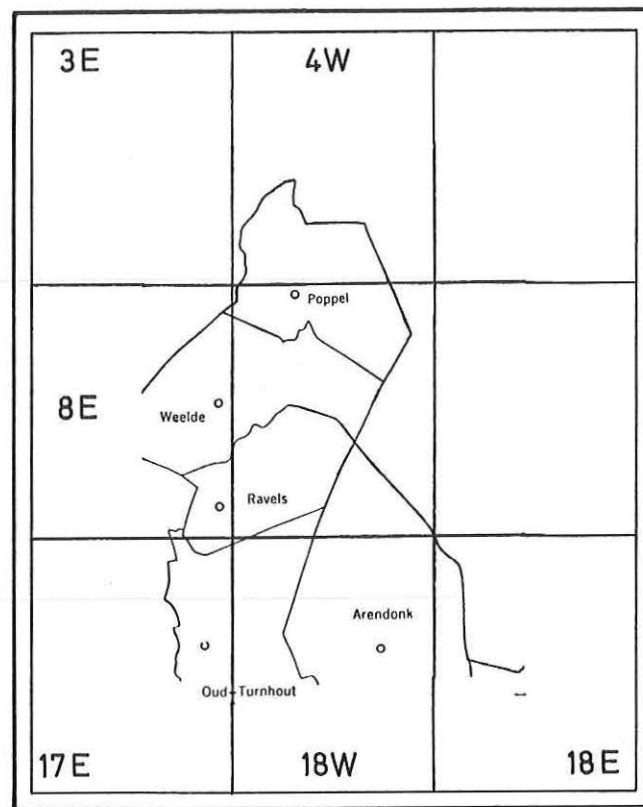 3E
4W
Poppel
8E
Weelde
Ravels
Arendonk
Oud-Turnhout
17E
18W
18E